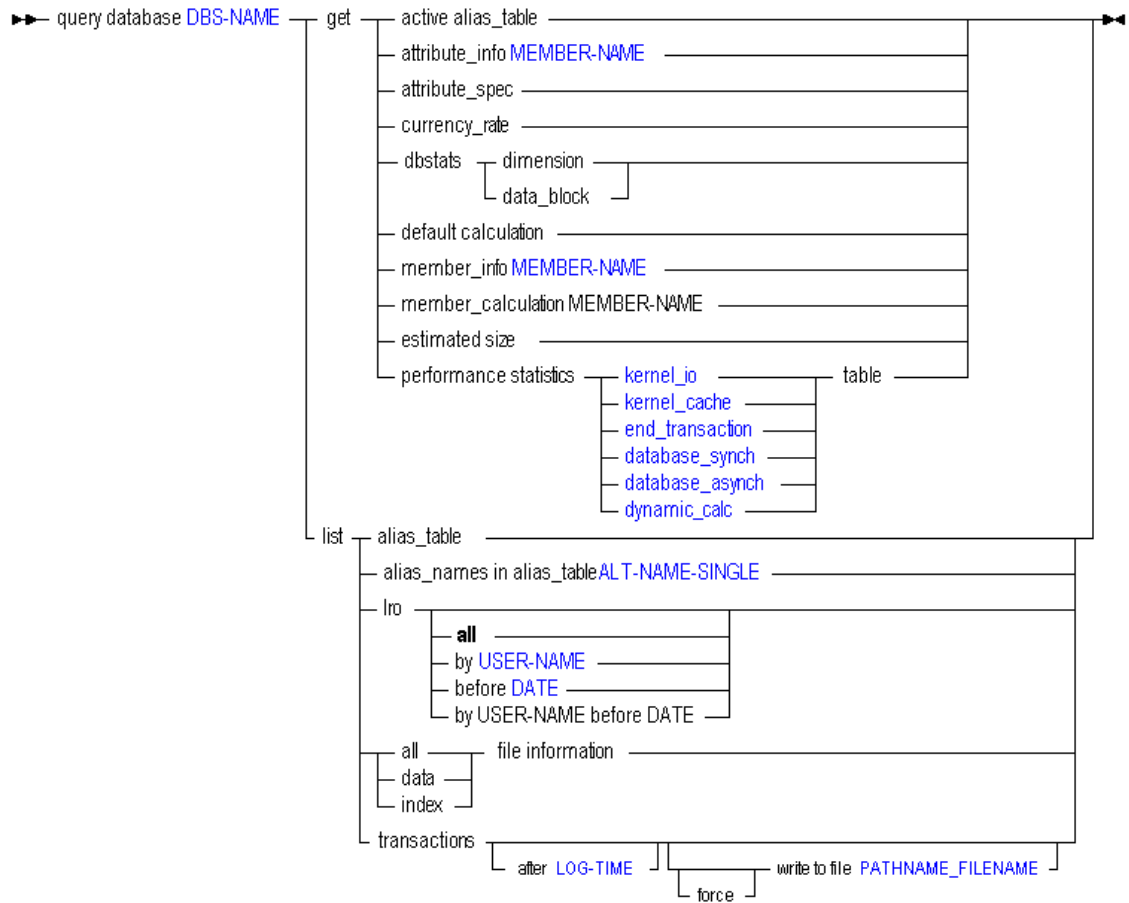 query database DBS-NAME get active alias_table
attribute_info MEMBER-NAME
attribute_spec
currency_rate
dbstats dimension
data_block
default calculation
member_info MEMBER-NAME
member_calculation MEMBER-NAME
estimated size
performance statistics kernel_io table
kernel_cache
end_transaction
database_synch
database_asynch
dynamic_calc
list alias_table
alias_names in alias_table ALT-NAME-SINGLE
lro
all
by USER-NAME
before DATE
by USER-NAME before DATE
all file information
data
index
transactions
after LOG-TIME write to file PATHNAME_FILENAME
force